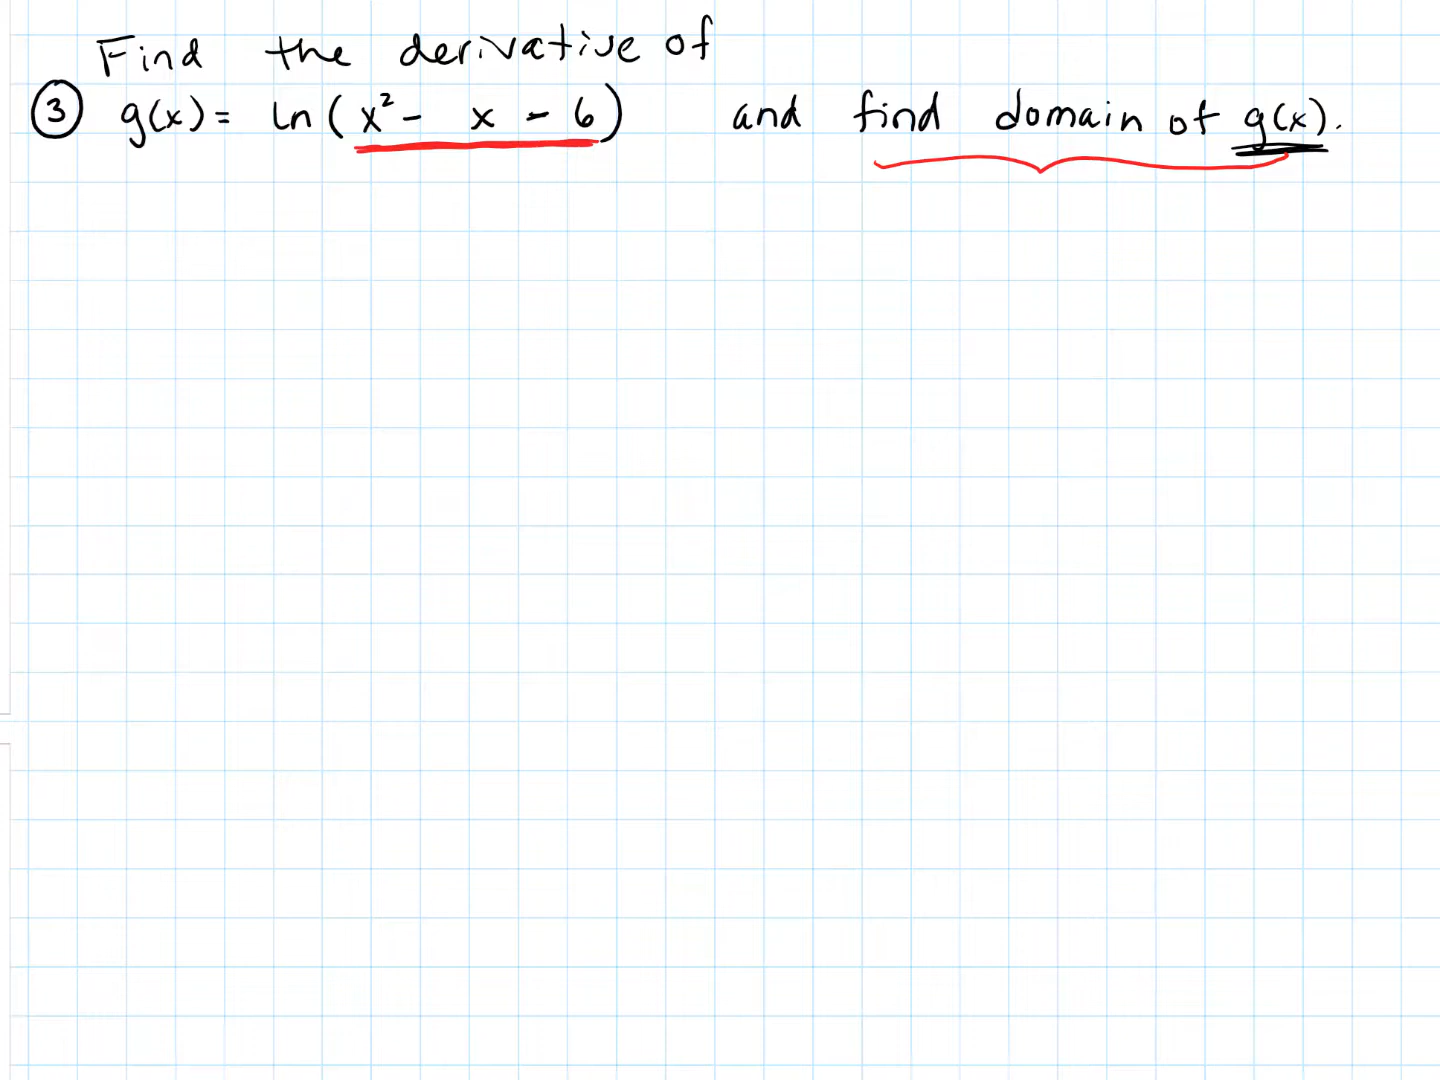 Find the derivative of
③ g(x) = ln(x² - x - 6) and find domain of g(x).